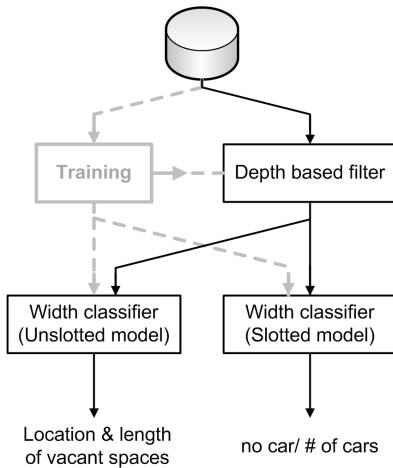 Training
Depth based filter
Width classifier
(Unslotted model)
Width classifier
(Slotted model)
Location & length
of vacant spaces
no car/ # of cars